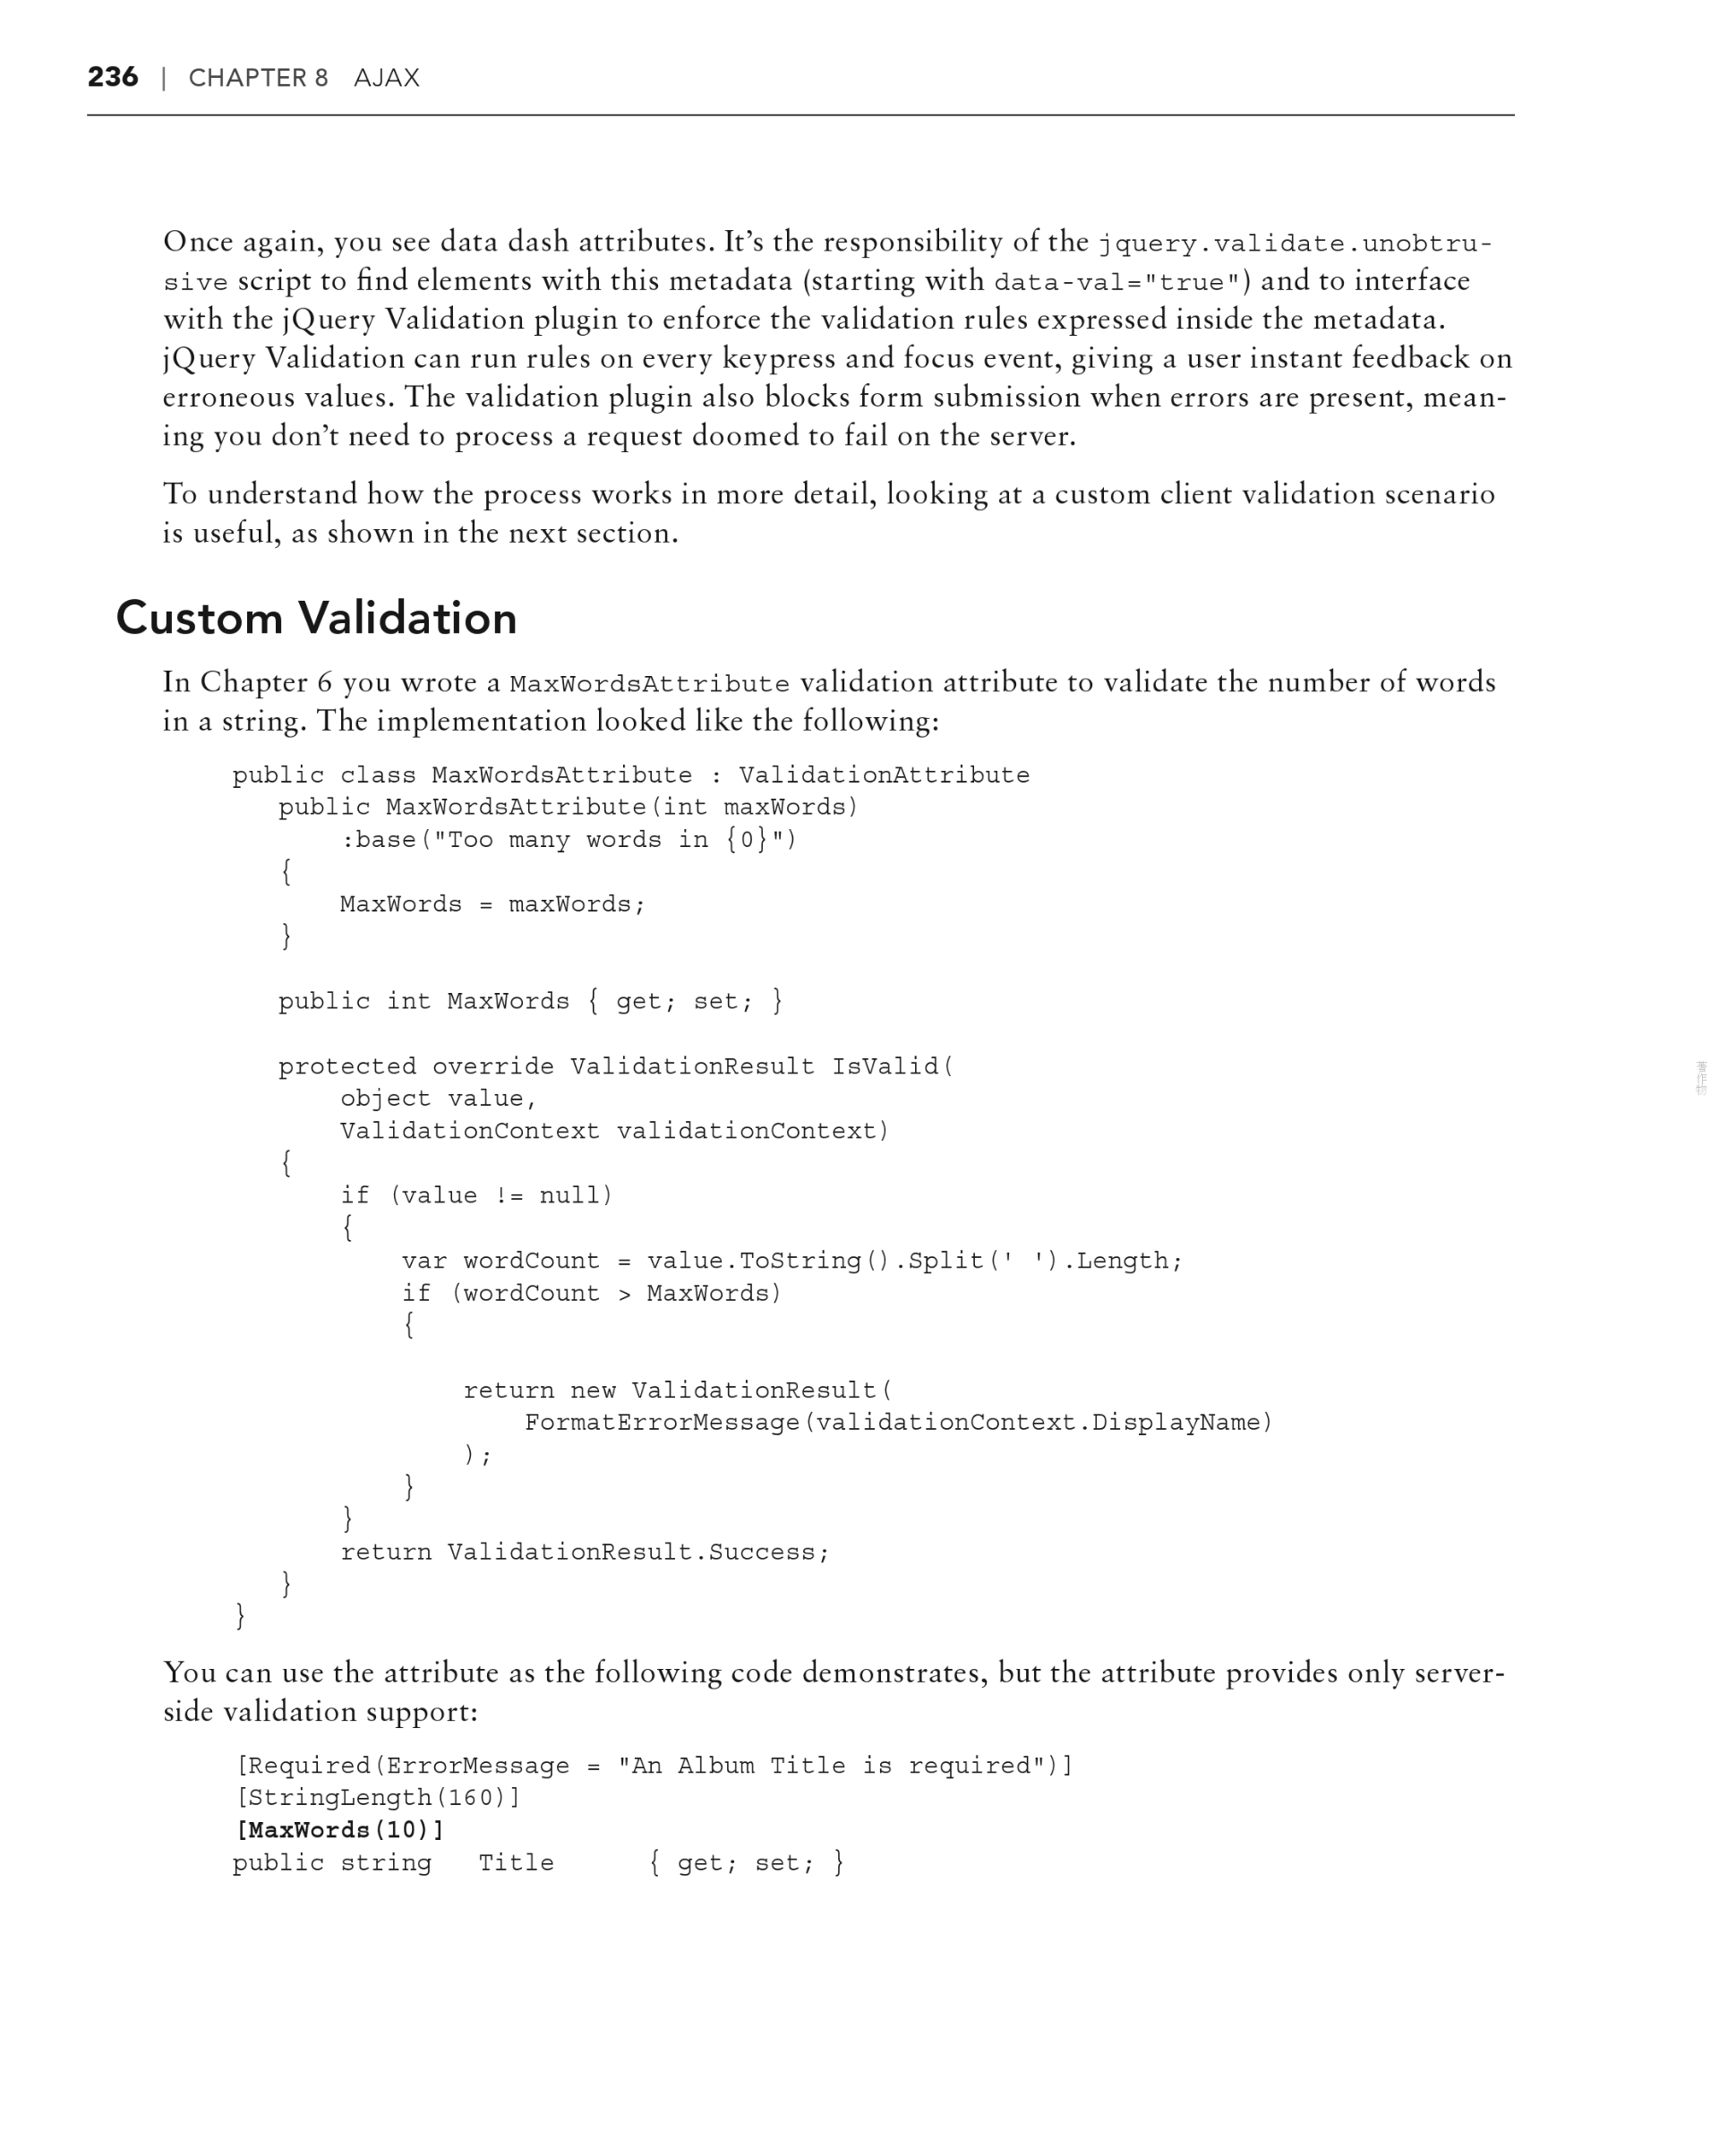 236 | CHAPTER 8 AJAX
Once again, you see data dash attributes. It’s the responsibility of the jquery.validate.unobtru-
sive script to find elements with this metadata (starting with data-val="true") and to interface
with the jQuery Validation plugin to enforce the validation rules expressed inside the metadata.
jQuery Validation can run rules on every keypress and focus event, giving a user instant feedback on
erroneous values. The validation plugin also blocks form submission when errors are present, mean-
ing you don’t need to process a request doomed to fail on the server.
To understand how the process works in more detail, looking at a custom client validation scenario
is useful, as shown in the next section.
Custom Validation
In Chapter 6 you wrote a MaxWordsAttribute validation attribute to validate the number of words
in a string. The implementation looked like the following:
public class MaxWordsAttribute : ValidationAttribute
   public MaxWordsAttribute(int maxWords)
       :base("Too many words in {0}")
   {
       MaxWords = maxWords;
   }
   public int MaxWords { get; set; }
   protected override ValidationResult IsValid(
       object value,
       ValidationContext validationContext)
   {
       if (value != null)
       {
           var wordCount = value.ToString().Split(' ').Length;
           if (wordCount > MaxWords)
           {
               return new ValidationResult(
                   FormatErrorMessage(validationContext.DisplayName)
               );
           }
       }
       return ValidationResult.Success;
   }
}
You can use the attribute as the following code demonstrates, but the attribute provides only server-
side validation support:
[Required(ErrorMessage = "An Album Title is required")]
[StringLength(160)]
[MaxWords(10)]
public string   Title      { get; set; }
著作物